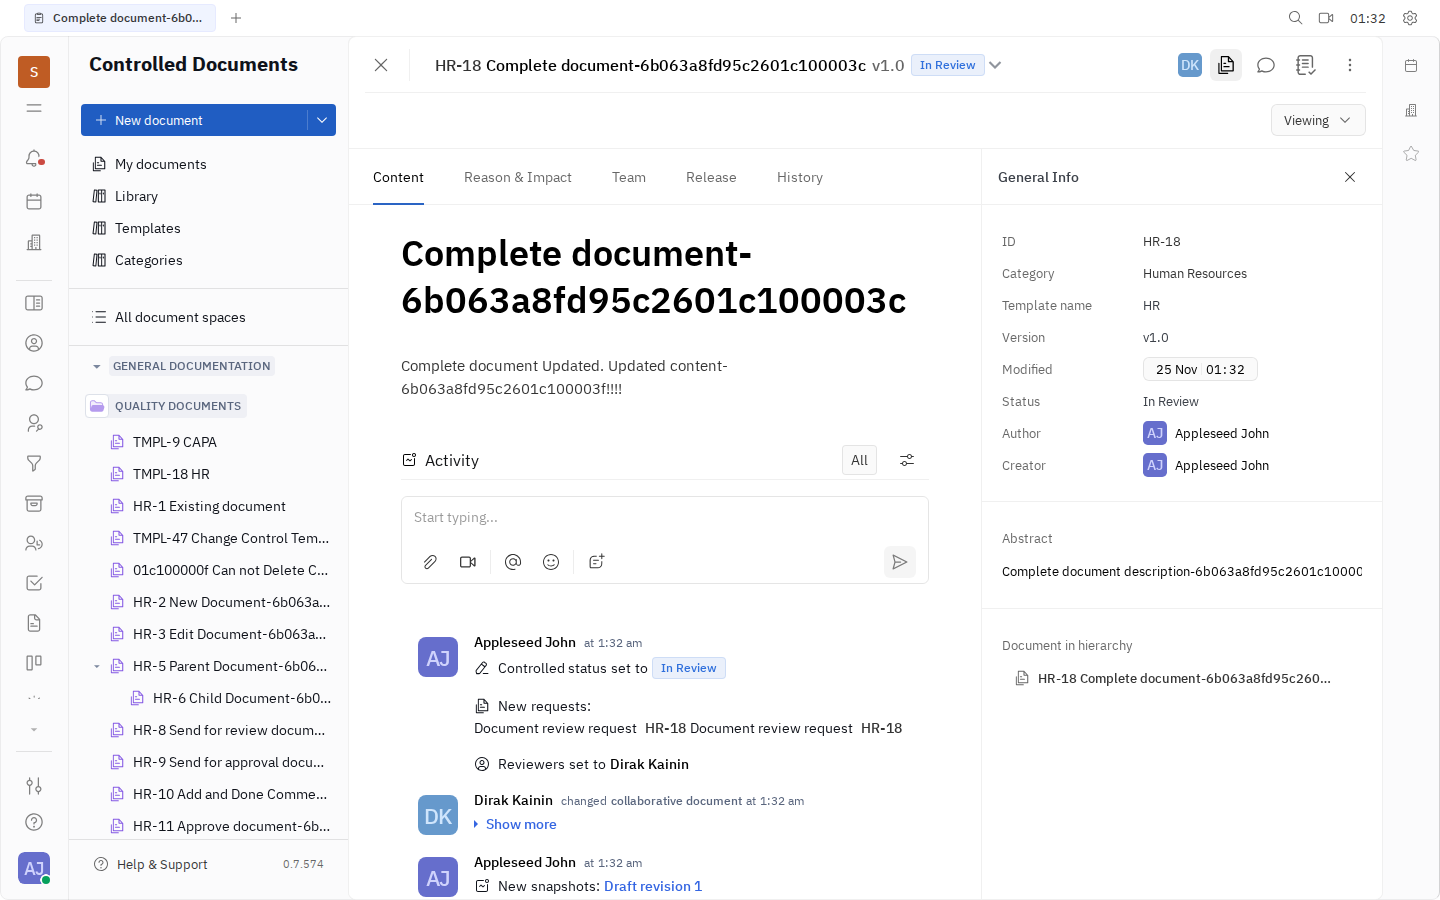 Complete document-6b0...
01:32
S
Controlled Documents
New document
My documents
Library
Templates
Categories
All document spaces
GENERAL DOCUMENTATION
QUALITY DOCUMENTS
TMPL-9 CAPA
TMPL-18 HR
HR-1 Existing document
TMPL-47 Change Control Tem...
01c100000f Can not Delete C...
HR-2 New Document-6b063a...
HR-3 Edit Document-6b063a...
HR-5 Parent Document-6b06...
HR-6 Child Document-6b0...
HR-8 Send for review docum...
HR-9 Send for approval docu...
HR-10 Add and Done Comme...
HR-11 Approve document-6b...
Help & Support 0.7.574
AJ
HR-18 Complete document-6b063a8fd95c2601c100003c v1.0 In Review
DK
Viewing
Content Reason & Impact Team Release History
Complete document-
6b063a8fd95c2601c100003c
Complete document Updated. Updated content-
6b063a8fd95c2601c100003f!!!!
Activity All
Start typing...
AJ Appleseed John at 1:32 am
Controlled status set to In Review
New requests:
Document review request HR-18 Document review request HR-18
Reviewers set to Dirak Kainin
DK Dirak Kainin changed collaborative document at 1:32 am
Show more
AJ Appleseed John at 1:32 am
New snapshots: Draft revision 1
General Info
ID HR-18
Category Human Resources
Template name HR
Version v1.0
Modified 25 Nov 01:32
Status In Review
Author AJ Appleseed John
Creator AJ Appleseed John
Abstract
Complete document description-6b063a8fd95c2601c10000
Document in hierarchy
HR-18 Complete document-6b063a8fd95c260...